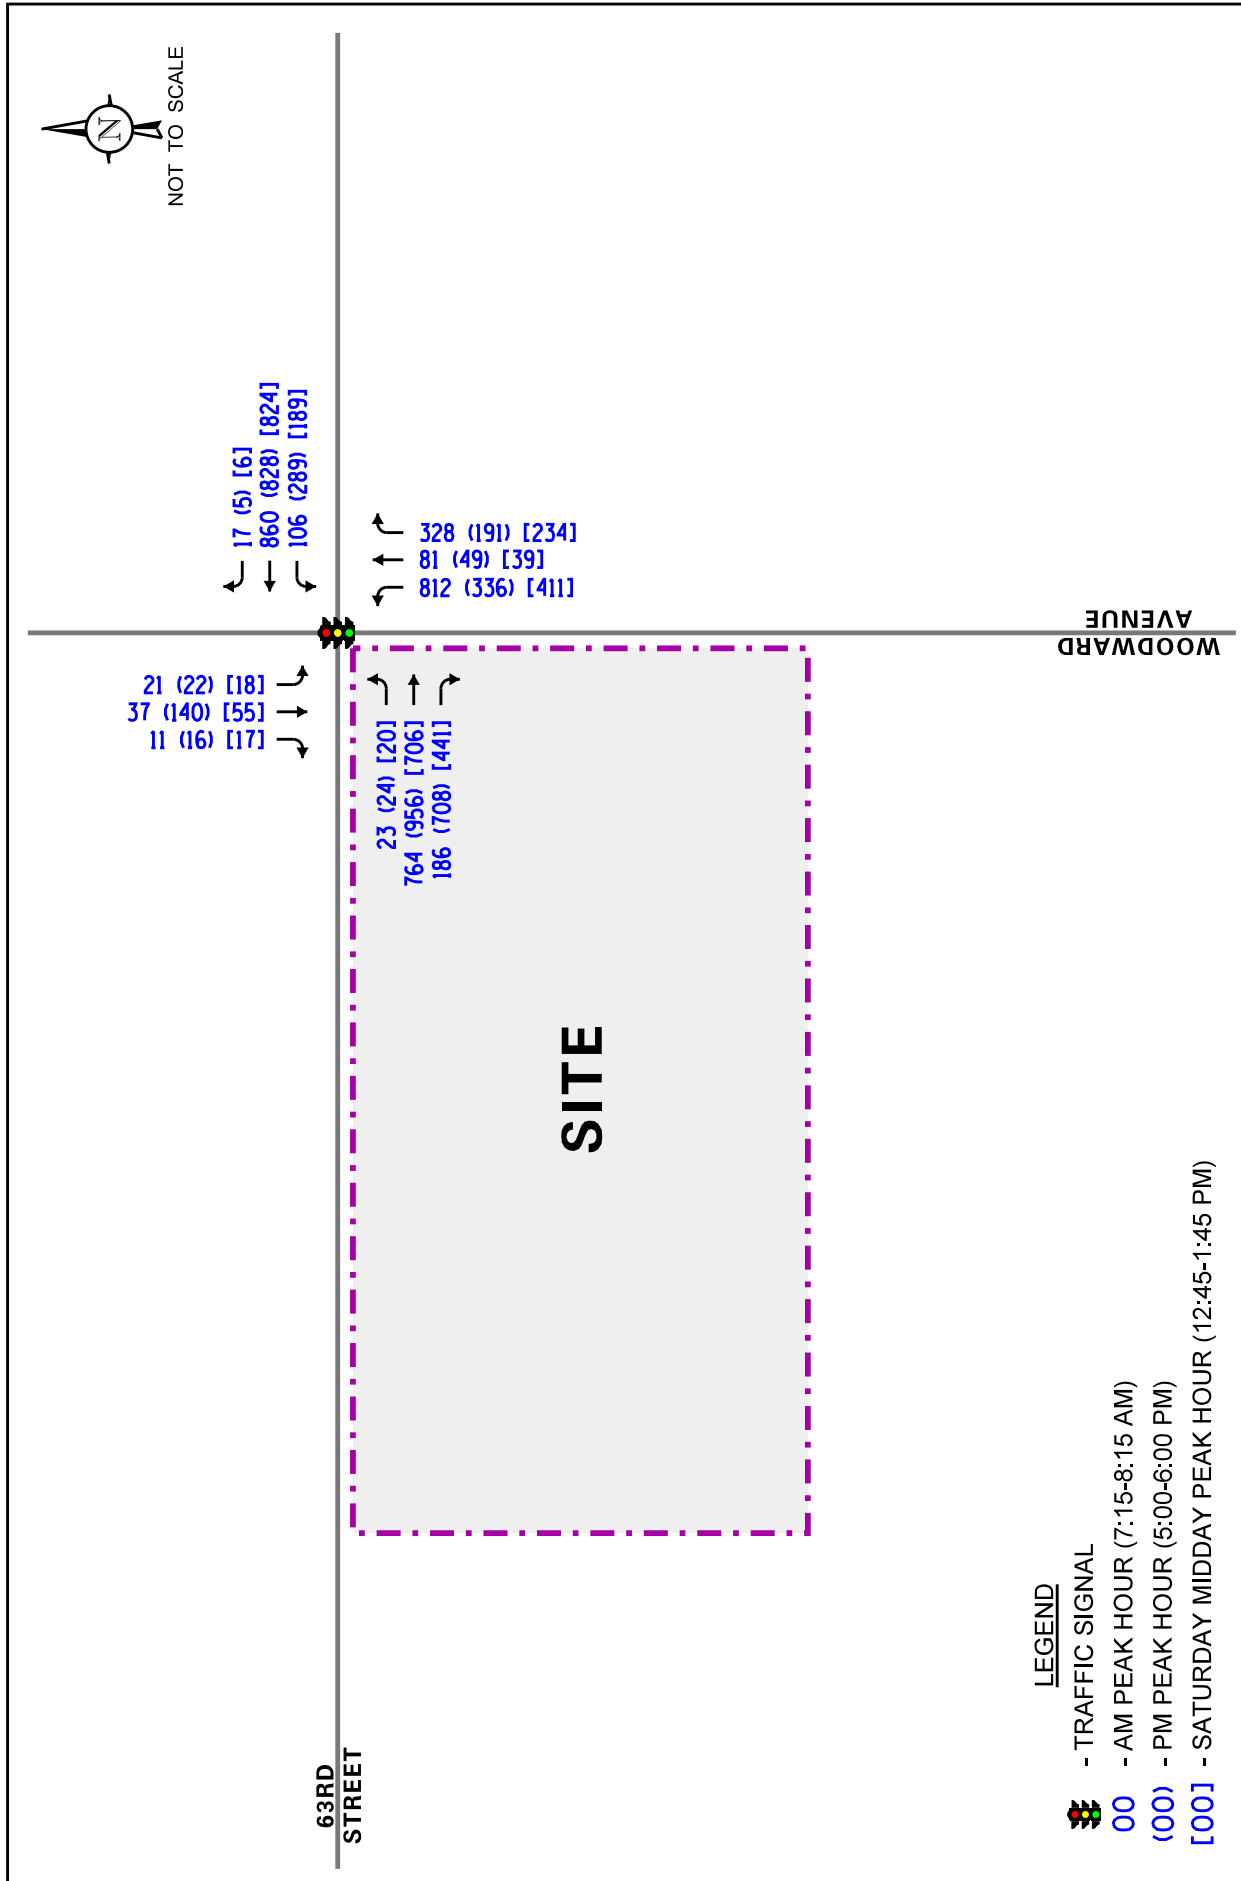 N
NOT TO SCALE
17 (5) [6]
860 (828) [824]
106 (289) [189]
328 (191) [234]
81 (49) [39]
812 (336) [411]
21 (22) [18]
37 (140) [55]
11 (16) [17]
23 (24) [20]
764 (956) [706]
186 (708) [441]
WOODWARD
AVENUE
SITE
63RD
STREET
LEGEND
- TRAFFIC SIGNAL
00 - AM PEAK HOUR (7:15-8:15 AM)
(00) - PM PEAK HOUR (5:00-6:00 PM)
[00] - SATURDAY MIDDAY PEAK HOUR (12:45-1:45 PM)